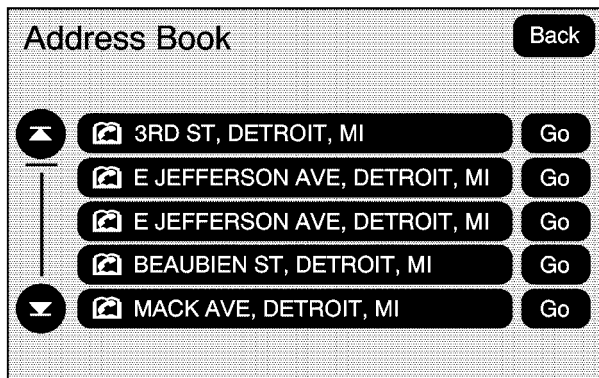 Address Book Back
3RD ST, DETROIT, MI Go
E JEFFERSON AVE, DETROIT, MI Go
E JEFFERSON AVE, DETROIT, MI Go
BEAUBIEN ST, DETROIT, MI Go
MACK AVE, DETROIT, MI Go